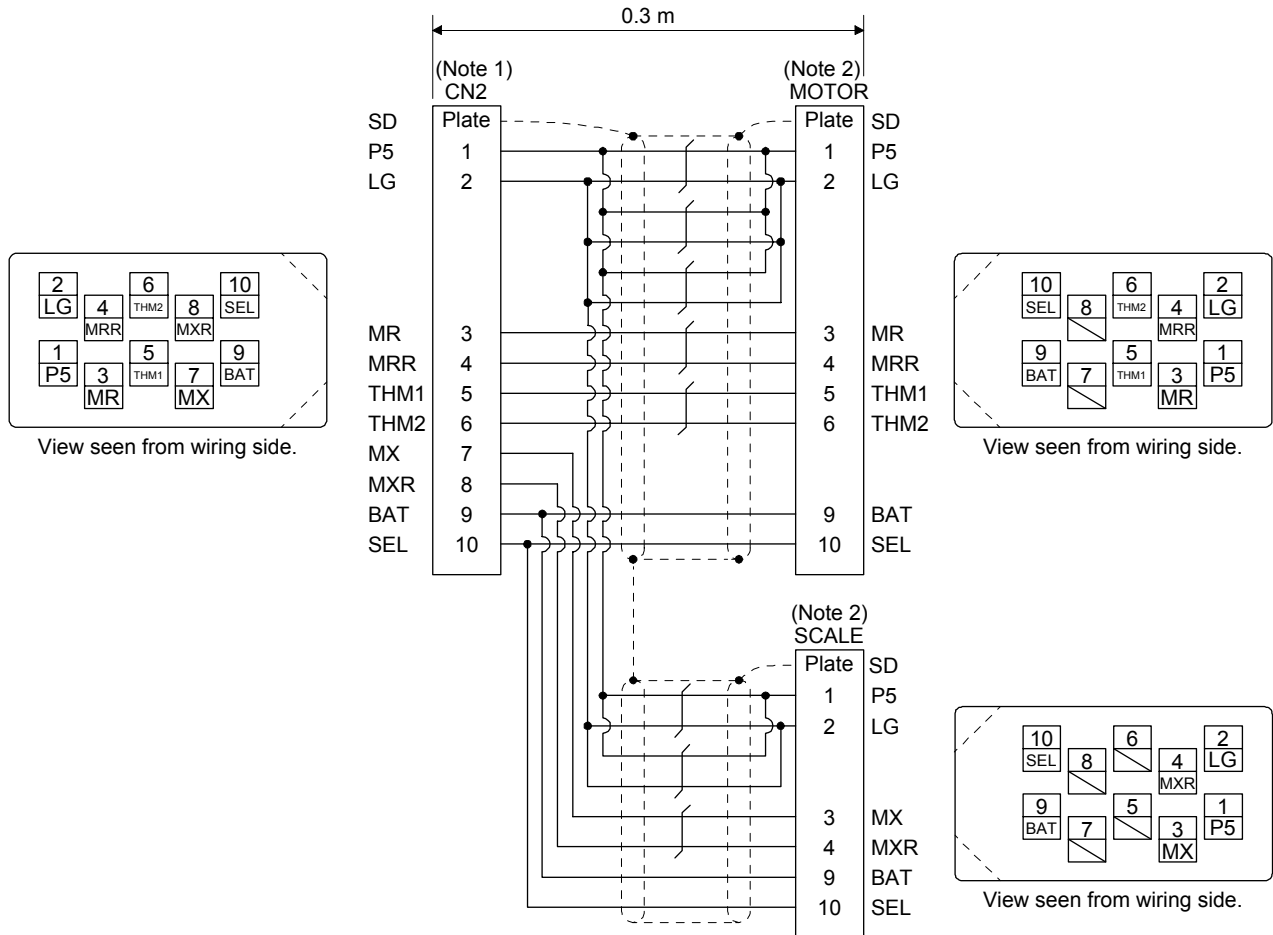 0.3 m
(Note 1)
CN2
(Note 2)
MOTOR
SD Plate Plate SD
P5 1 1 P5
LG 2 2 LG
MR 3 3 MR
MRR 4 4 MRR
THM1 5 5 THM1
THM2 6 6 THM2
MX 7
MXR 8
BAT 9 9 BAT
SEL 10 10 SEL
2 6 10
LG 4 THM2 8 SEL
MRR MXR
1 5 9
P5 3 THM1 7 BAT
MR MX
View seen from wiring side.
10 6 2
SEL 8 THM2 4 LG
MRR
9 5 1
BAT 7 THM1 3 P5
MR
View seen from wiring side.
(Note 2)
SCALE
Plate SD
1 P5
2 LG
3 MX
4 MXR
9 BAT
10 SEL
10 6 2
SEL 8 4 LG
MXR
9 5 1
BAT 7 3 P5
MX
View seen from wiring side.